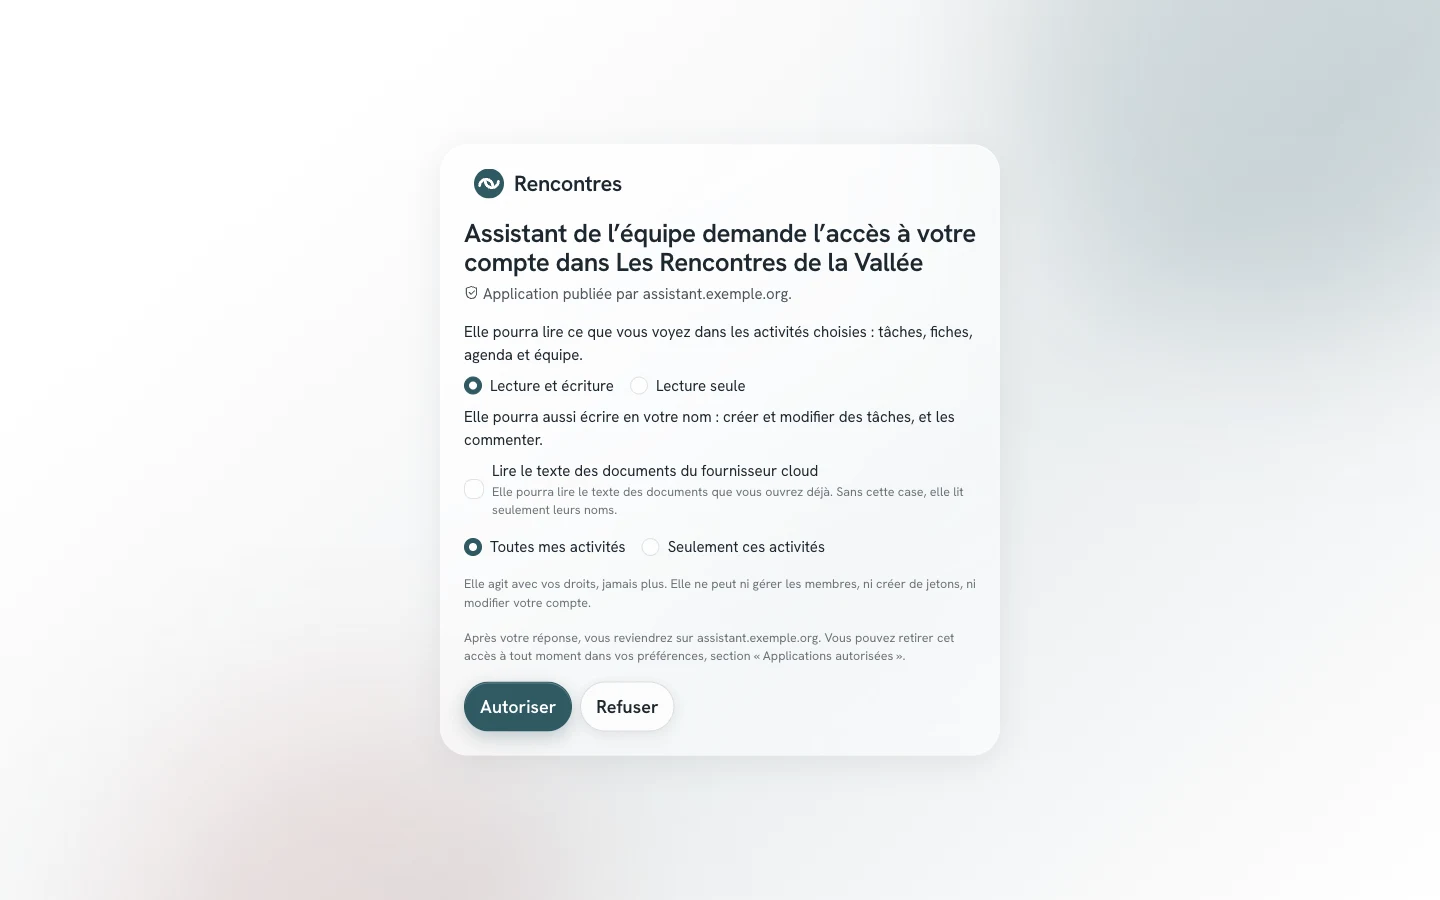 Rencontres
Assistant de l’équipe demande l’accès à votre
compte dans Les Rencontres de la Vallée
Application publiée par assistant.exemple.org.
Elle pourra lire ce que vous voyez dans les activités choisies : tâches, fiches,
agenda et équipe.
Lecture et écriture
Lecture seule
Elle pourra aussi écrire en votre nom : créer et modifier des tâches, et les
commenter.
Lire le texte des documents du fournisseur cloud
Elle pourra lire le texte des documents que vous ouvrez déjà. Sans cette case, elle lit
seulement leurs noms.
Toutes mes activités
Seulement ces activités
Elle agit avec vos droits, jamais plus. Elle ne peut ni gérer les membres, ni créer de jetons, ni
modifier votre compte.
Après votre réponse, vous reviendrez sur assistant.exemple.org. Vous pouvez retirer cet
accès à tout moment dans vos préférences, section « Applications autorisées ».
Autoriser
Refuser